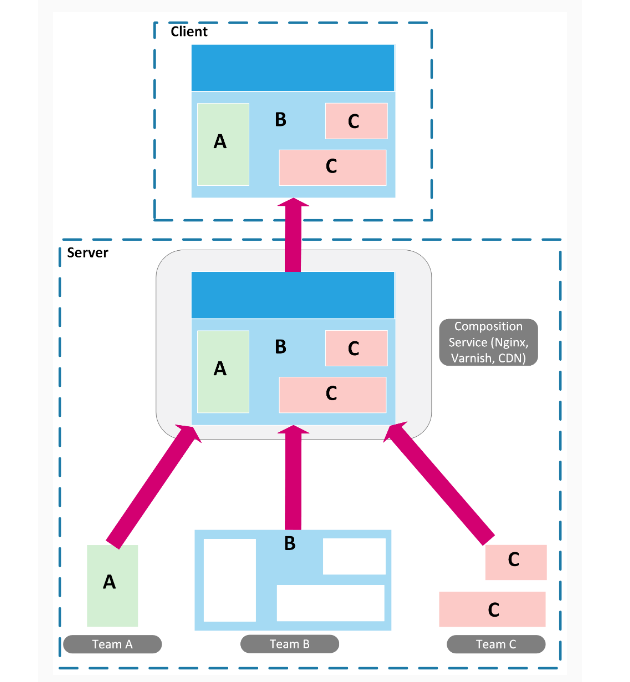 Client
B
C
A
C
Server
Composition
Service (Nginx,
Varnish, CDN)
B
C
A
C
B
C
A
C
Team A
Team B
Team C